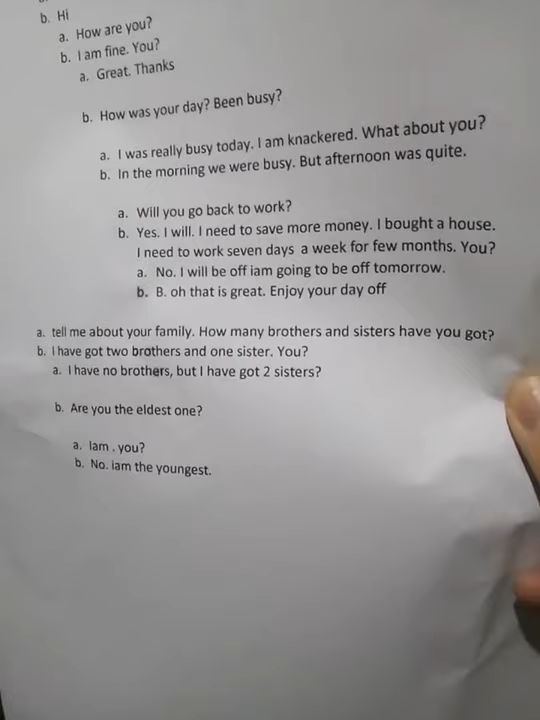 b. Hi
a. How are you?
b. I am fine. You?
a. Great. Thanks
b. How was your day? Been busy?
a. I was really busy today. I am knackered. What about you?
b. In the morning we were busy. But afternoon was quite.
a. Will you go back to work?
b. Yes. I will. I need to save more money. I bought a house.
I need to work seven days a week for few months. You?
a. No. I will be off iam going to be off tomorrow.
b. B. oh that is great. Enjoy your day off
a. tell me about your family. How many brothers and sisters have you got?
b. I have got two brothers and one sister. You?
a. I have no brothers, but I have got 2 sisters?
b. Are you the eldest one?
a. Iam . you?
b. No. iam the youngest.